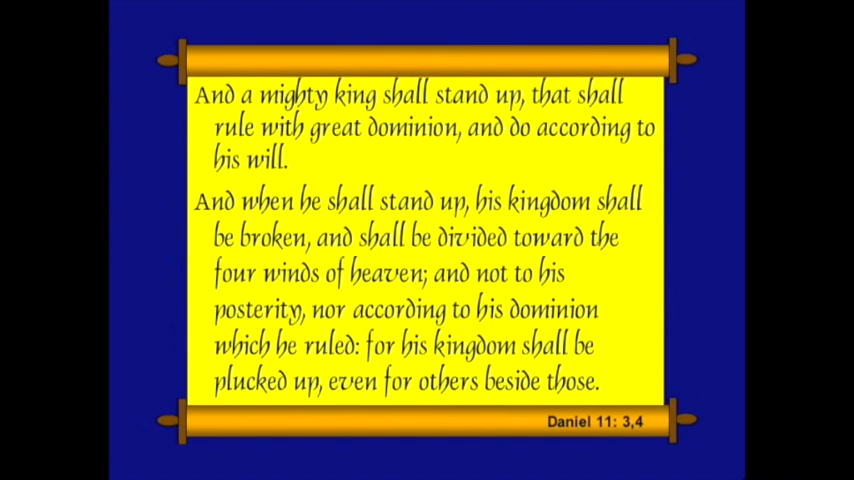 And a mighty king shall stand up, that shall
rule with great dominion, and do according to
his will.
And when he shall stand up, his kingdom shall
be broken, and shall be divided toward the
four winds of heaven; and not to his
posterity, nor according to his dominion
which he ruled: for his kingdom shall be
plucked up, even for others beside those.
Daniel 11: 3,4